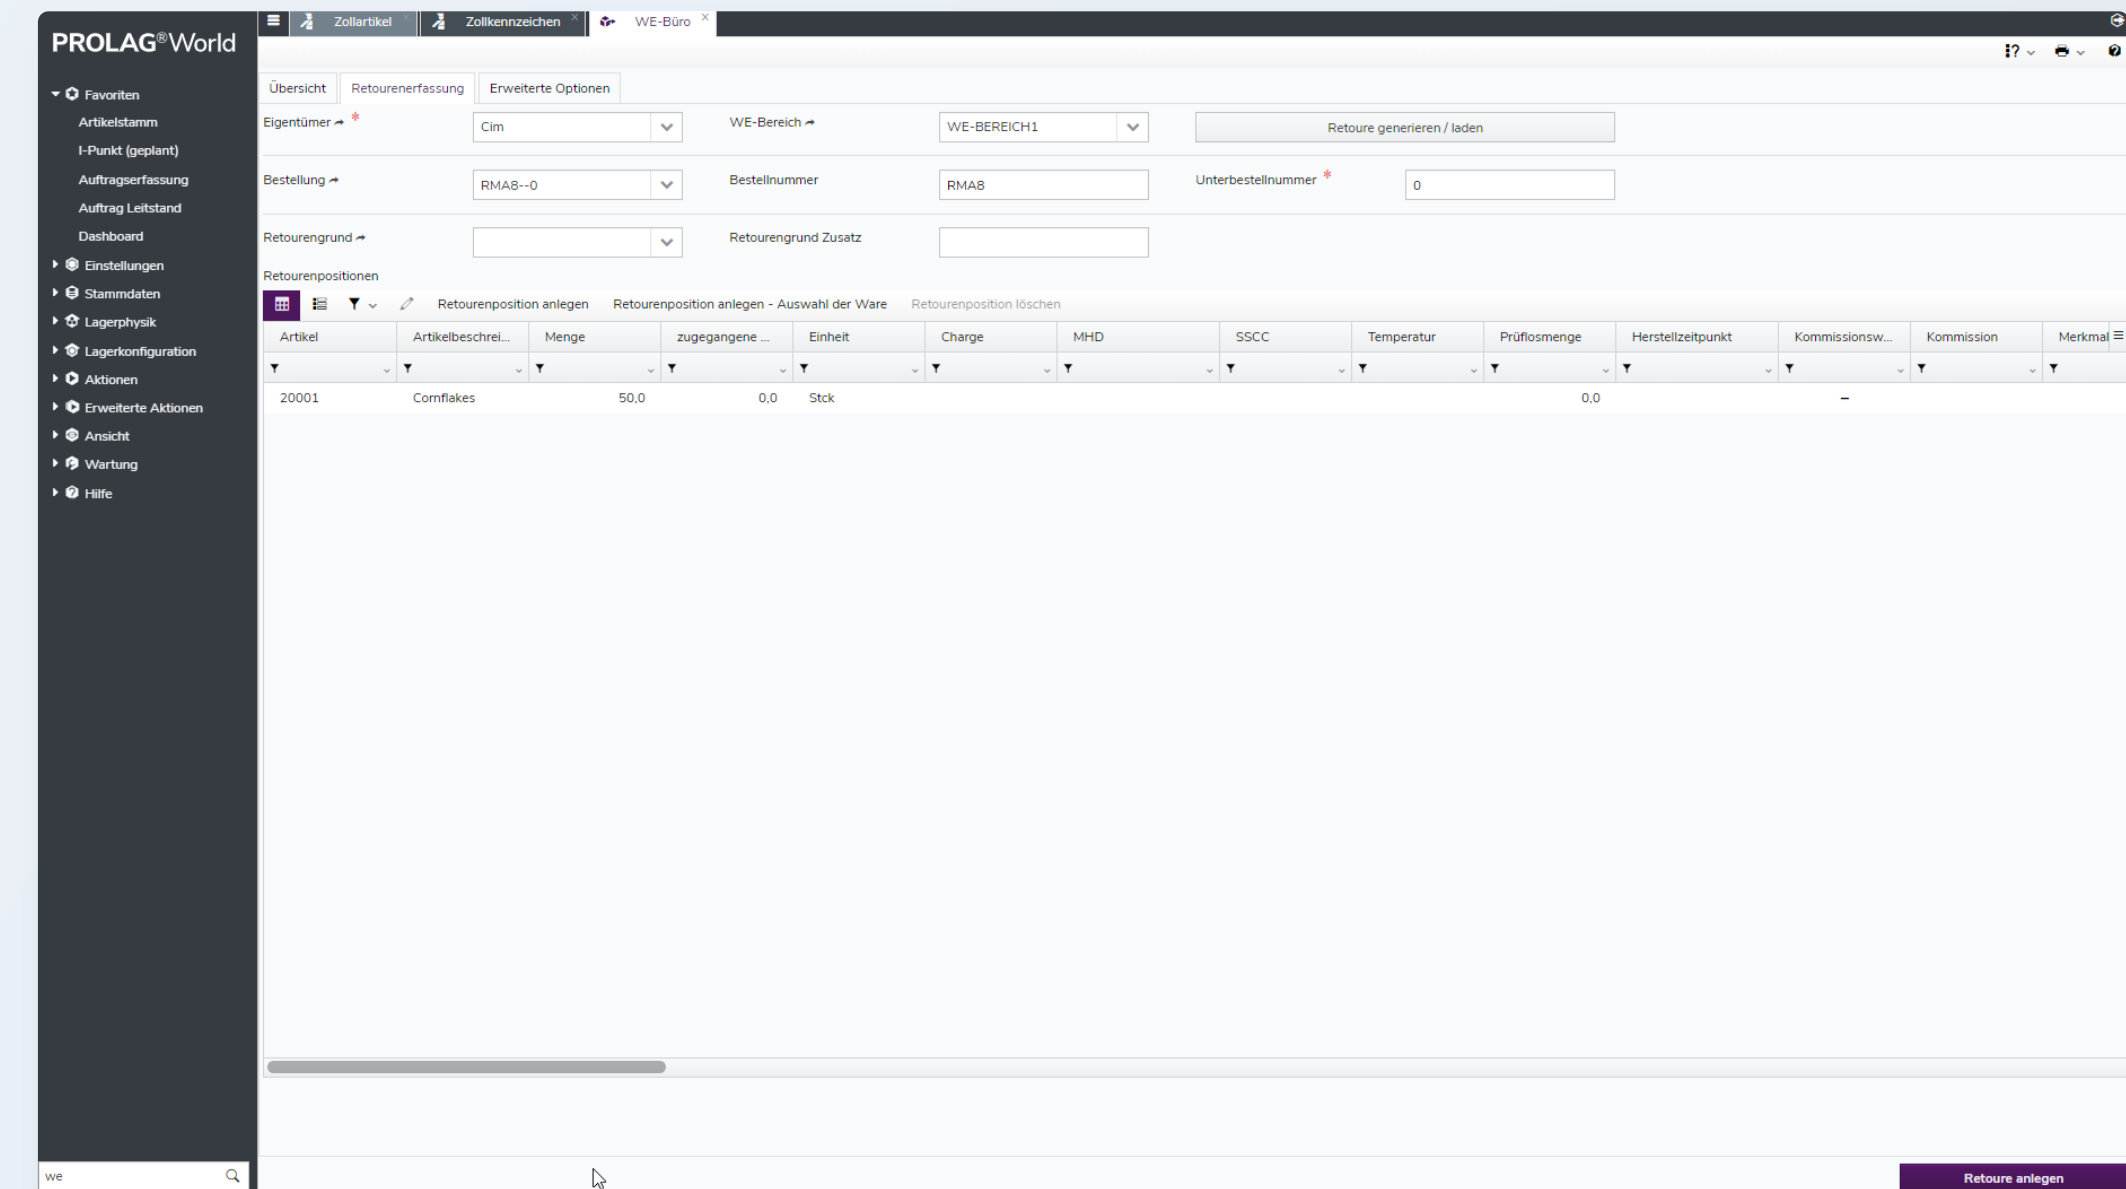 PROLAG®World
Zollartikel
Zollkennzeichen
WE-Büro
Favoriten
Artikelstamm
I-Punkt (geplant)
Auftragserfassung
Auftrag Leitstand
Dashboard
Einstellungen
Stammdaten
Lagerphysik
Lagerkonfiguration
Aktionen
Erweiterte Aktionen
Ansicht
Wartung
Hilfe
we
Übersicht Retourenerfassung Erweiterte Optionen
Eigentümer * Cim WE-Bereich WE-BEREICH1 Retoure generieren / laden
Bestellung RMA8--0 Bestellnummer RMA8 Unterbestellnummer * 0
Retourengrund Retourengrund Zusatz
Retourenpositionen
Retourenposition anlegen Retourenposition anlegen - Auswahl der Ware Retourenposition löschen
Artikel Artikelbeschrei... Menge zugegangene ... Einheit Charge MHD SSCC Temperatur Prüflosmenge Herstellzeitpunkt Kommissionsw... Kommission Merkmal
20001 Cornflakes 50,0 0,0 Stck 0,0 –
Retoure anlegen